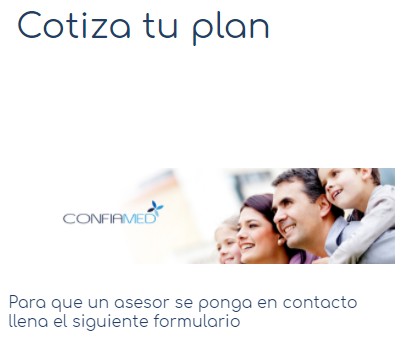 Cotiza tu plan
CONFIAMED
Para que un asesor se ponga en contacto
llena el siguiente formulario